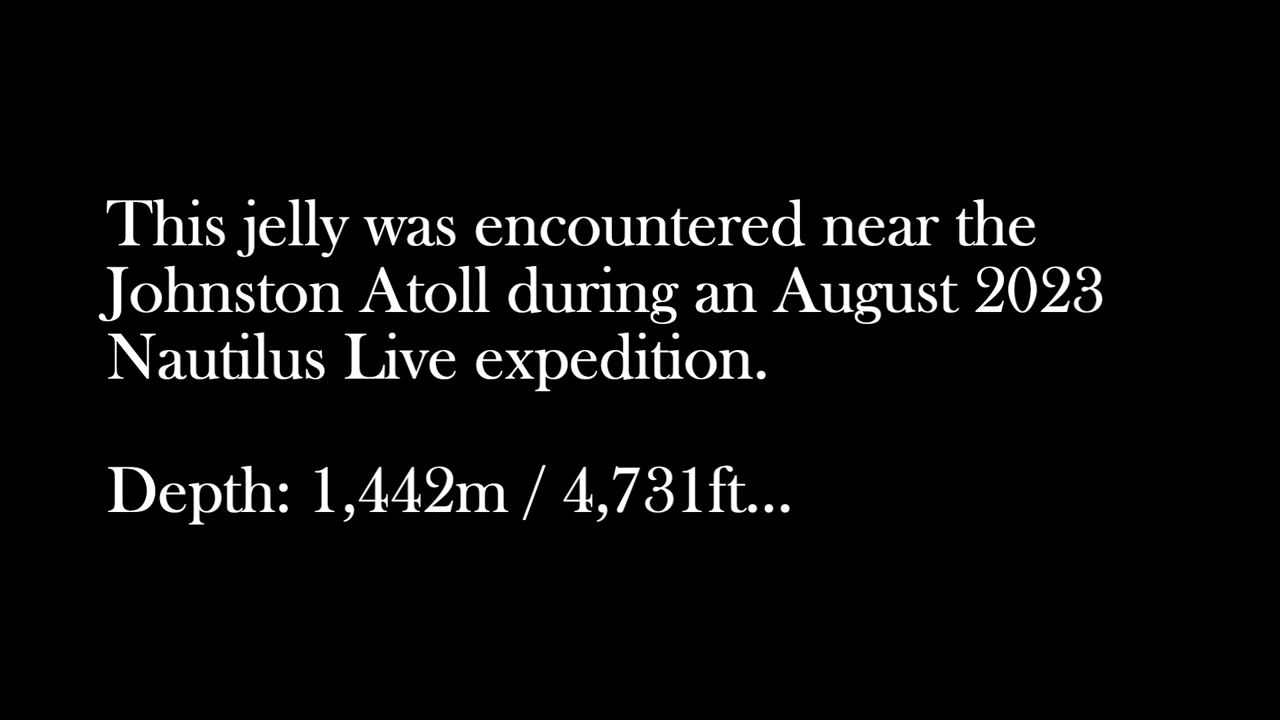 This jelly was encountered near the
Johnston Atoll during an August 2023
Nautilus Live expedition.
Depth: 1,442m / 4,731ft...